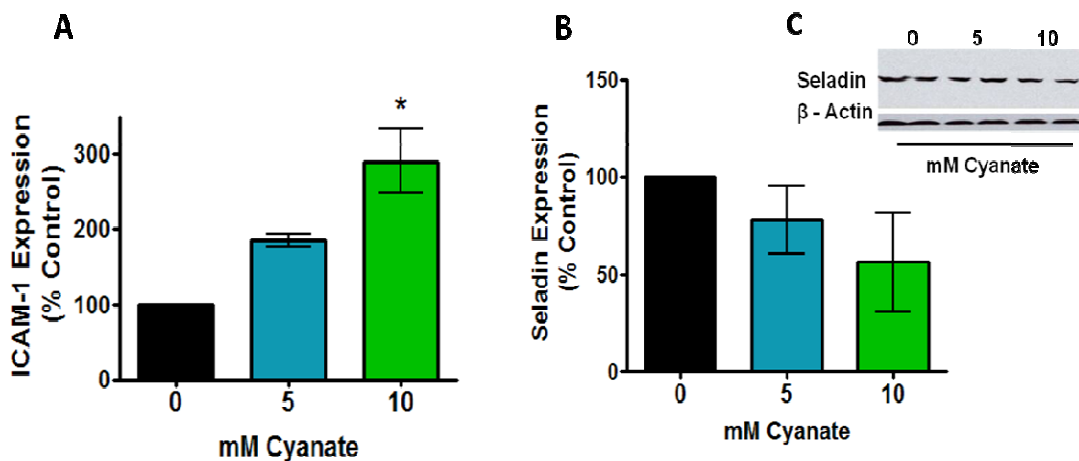 A
ICAM-1 Expression
(% Control)
300
200
100
0
*
0 5 10
mM Cyanate
B
Seladin Expression
(% Control)
150
100
50
0
0 5 10
mM Cyanate
C
0 5 10
Seladin
β - Actin
mM Cyanate